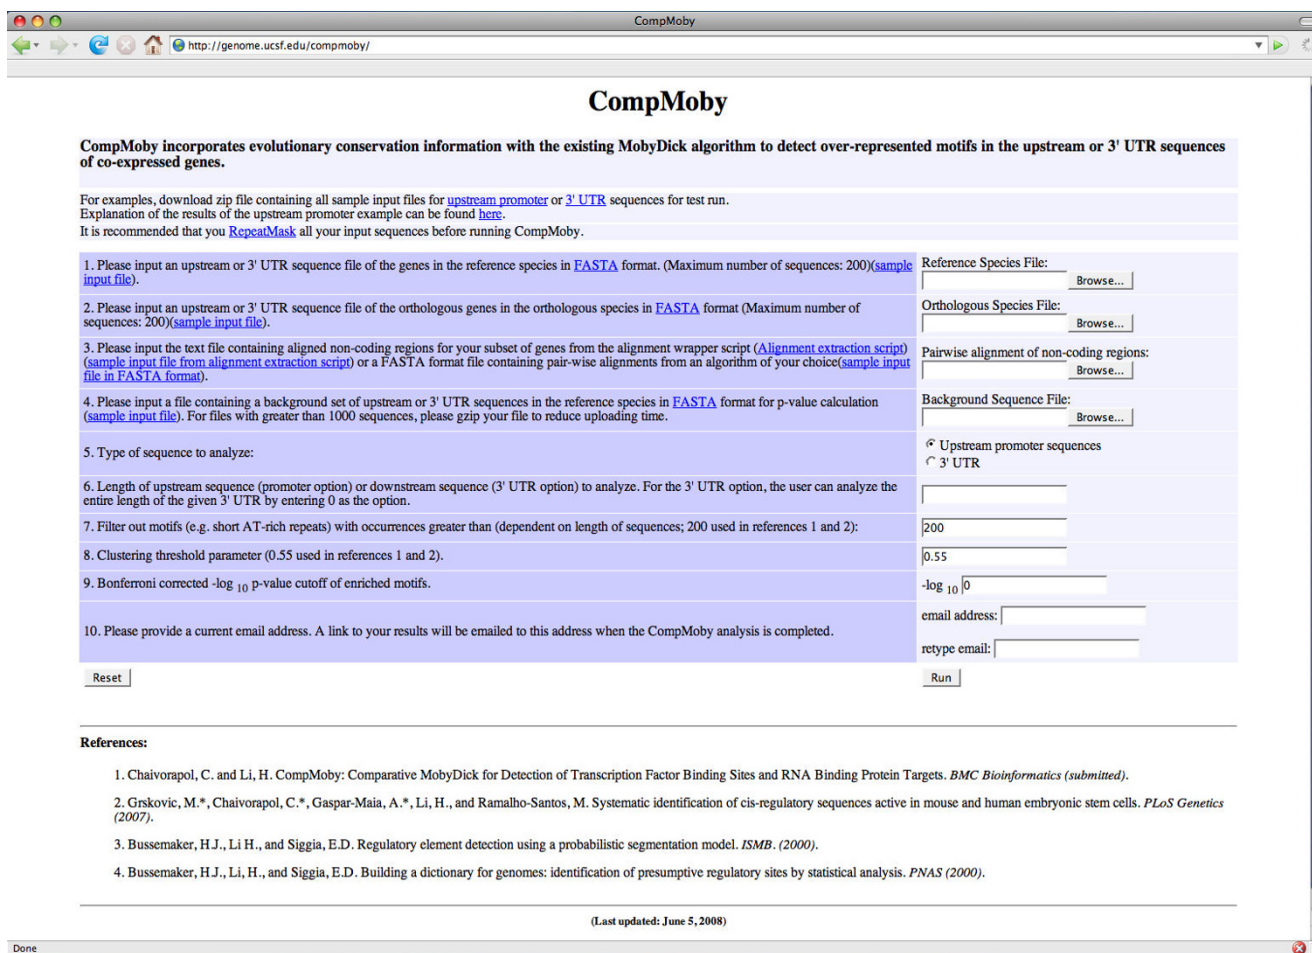 CompMoby
http://genome.ucsf.edu/compmoby/
CompMoby
CompMoby incorporates evolutionary conservation information with the existing MobyDick algorithm to detect over-represented motifs in the upstream or 3' UTR sequences
of co-expressed genes.
For examples, download zip file containing all sample input files for upstream promoter or 3' UTR sequences for test run.
Explanation of the results of the upstream promoter example can be found here.
It is recommended that you RepeatMask all your input sequences before running CompMoby.
1. Please input an upstream or 3' UTR sequence file of the genes in the reference species in FASTA format. (Maximum number of sequences: 200)(sample
input file).
Reference Species File:
Browse...
2. Please input an upstream or 3' UTR sequence file of the orthologous genes in the orthologous species in FASTA format (Maximum number of
sequences: 200)(sample input file).
Orthologous Species File:
Browse...
3. Please input the text file containing aligned non-coding regions for your subset of genes from the alignment wrapper script (Alignment extraction script)
(sample input file from alignment extraction script) or a FASTA format file containing pair-wise alignments from an algorithm of your choice(sample input
file in FASTA format).
Pairwise alignment of non-coding regions:
Browse...
4. Please input a file containing a background set of upstream or 3' UTR sequences in the reference species in FASTA format for p-value calculation
(sample input file). For files with greater than 1000 sequences, please gzip your file to reduce uploading time.
Background Sequence File:
Browse...
5. Type of sequence to analyze:
Upstream promoter sequences
3' UTR
6. Length of upstream sequence (promoter option) or downstream sequence (3' UTR option) to analyze. For the 3' UTR option, the user can analyze the
entire length of the given 3' UTR by entering 0 as the option.
7. Filter out motifs (e.g. short AT-rich repeats) with occurrences greater than (dependent on length of sequences; 200 used in references 1 and 2):
200
8. Clustering threshold parameter (0.55 used in references 1 and 2).
0.55
9. Bonferroni corrected -log 10 p-value cutoff of enriched motifs.
-log 10 0
10. Please provide a current email address. A link to your results will be emailed to this address when the CompMoby analysis is completed.
email address:
retype email:
Reset
Run
References:
1. Chaivorapol, C. and Li, H. CompMoby: Comparative MobyDick for Detection of Transcription Factor Binding Sites and RNA Binding Protein Targets. BMC Bioinformatics (submitted).
2. Grskovic, M.*, Chaivorapol, C.*, Gaspar-Maia, A.*, Li, H., and Ramalho-Santos, M. Systematic identification of cis-regulatory sequences active in mouse and human embryonic stem cells. PLoS Genetics
(2007).
3. Bussemaker, H.J., Li H., and Siggia, E.D. Regulatory element detection using a probabilistic segmentation model. ISMB. (2000).
4. Bussemaker, H.J., Li, H., and Siggia, E.D. Building a dictionary for genomes: identification of presumptive regulatory sites by statistical analysis. PNAS (2000).
(Last updated: June 5, 2008)
Done